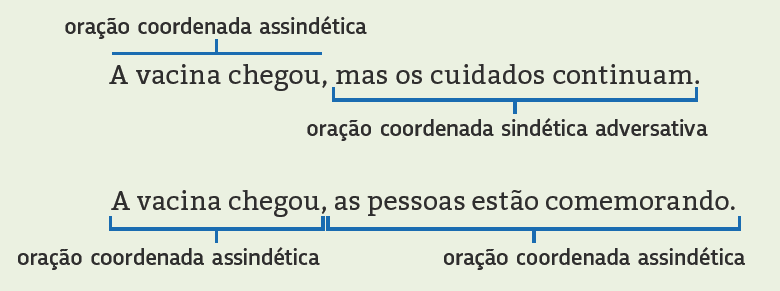 oração coordenada assindética
A vacina chegou, mas os cuidados continuam.
oração coordenada sindética adversativa
A vacina chegou, as pessoas estão comemorando.
oração coordenada assindética oração coordenada assindética